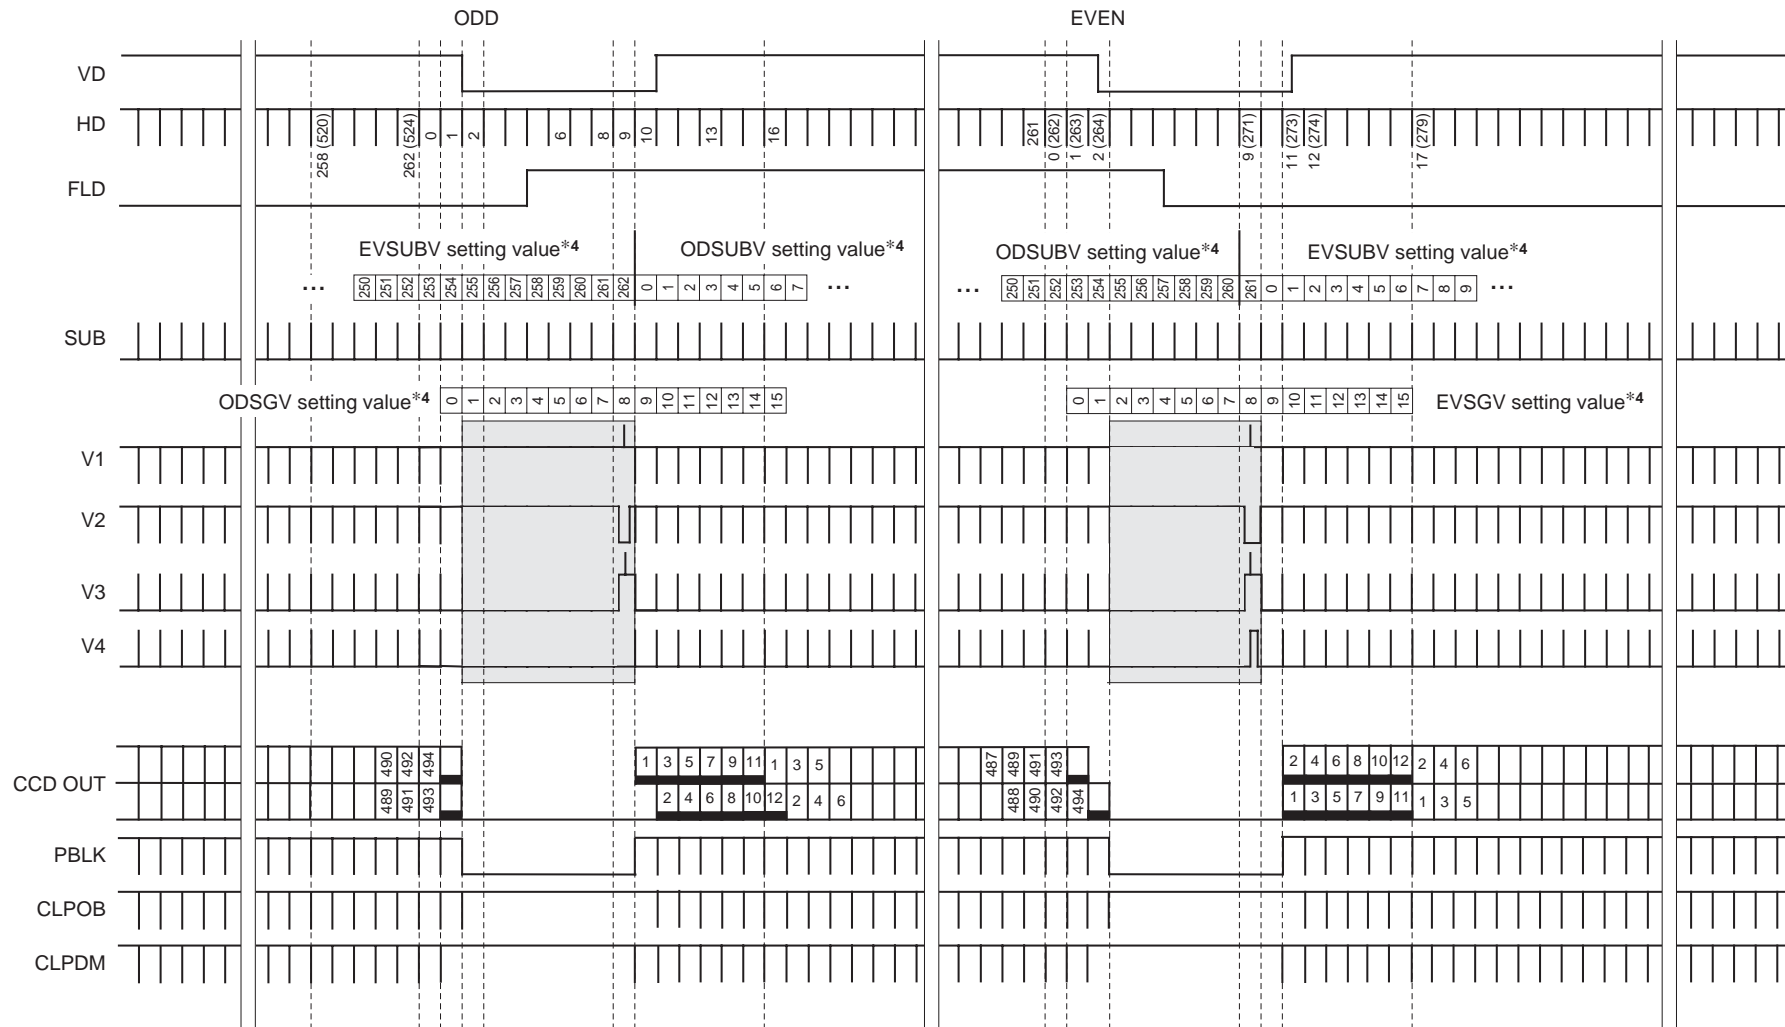 ODD EVEN
VD
HD
258 (520) 262 (524) 0 1 2 6 8 9 10 13 16 261 0 (262) 1 (263) 2 (264) 9 (271) 11 (273) 12 (274) 17 (279)
FLD
EVSUBV setting value*4 ODSUBV setting value*4 ODSUBV setting value*4 EVSUBV setting value*4
... 250 251 252 253 254 255 256 257 258 259 260 261 262 0 1 2 3 4 5 6 7 ... ... 250 251 252 253 254 255 256 257 258 259 260 261 0 1 2 3 4 5 6 7 8 9 ...
SUB
ODSGV setting value*4 0 1 2 3 4 5 6 7 8 9 10 11 12 13 14 15 0 1 2 3 4 5 6 7 8 9 10 11 12 13 14 15 EVSGV setting value*4
V1
V2
V3
V4
490 492 494 1 3 5 7 9 11 1 3 5 487 489 491 493 2 4 6 8 10 12 2 4 6
CCD OUT
489 491 493 2 4 6 8 10 12 2 4 6 488 490 492 494 1 3 5 7 9 11 1 3 5
PBLK
CLPOB
CLPDM